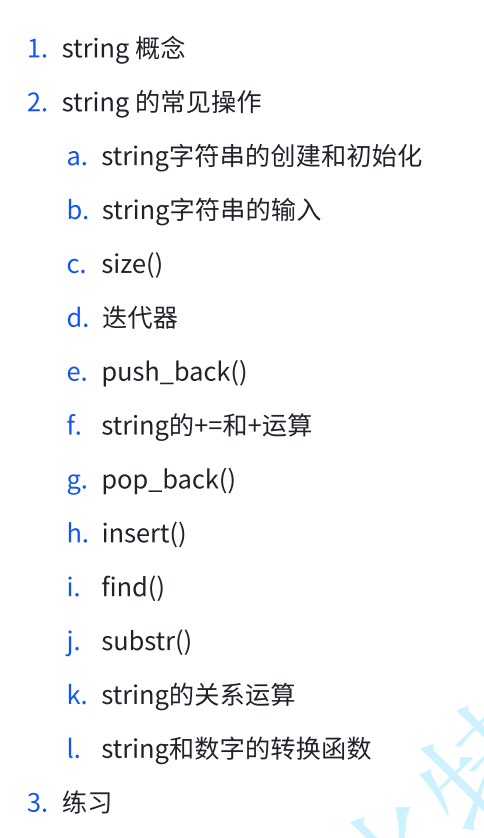 1. string 概念
2. string 的常见操作
a. string字符串的创建和初始化
b. string字符串的输入
c. size()
d. 迭代器
e. push_back()
f. string的+=和+运算
g. pop_back()
h. insert()
i. find()
j. substr()
k. string的关系运算
l. string和数字的转换函数
3. 练习